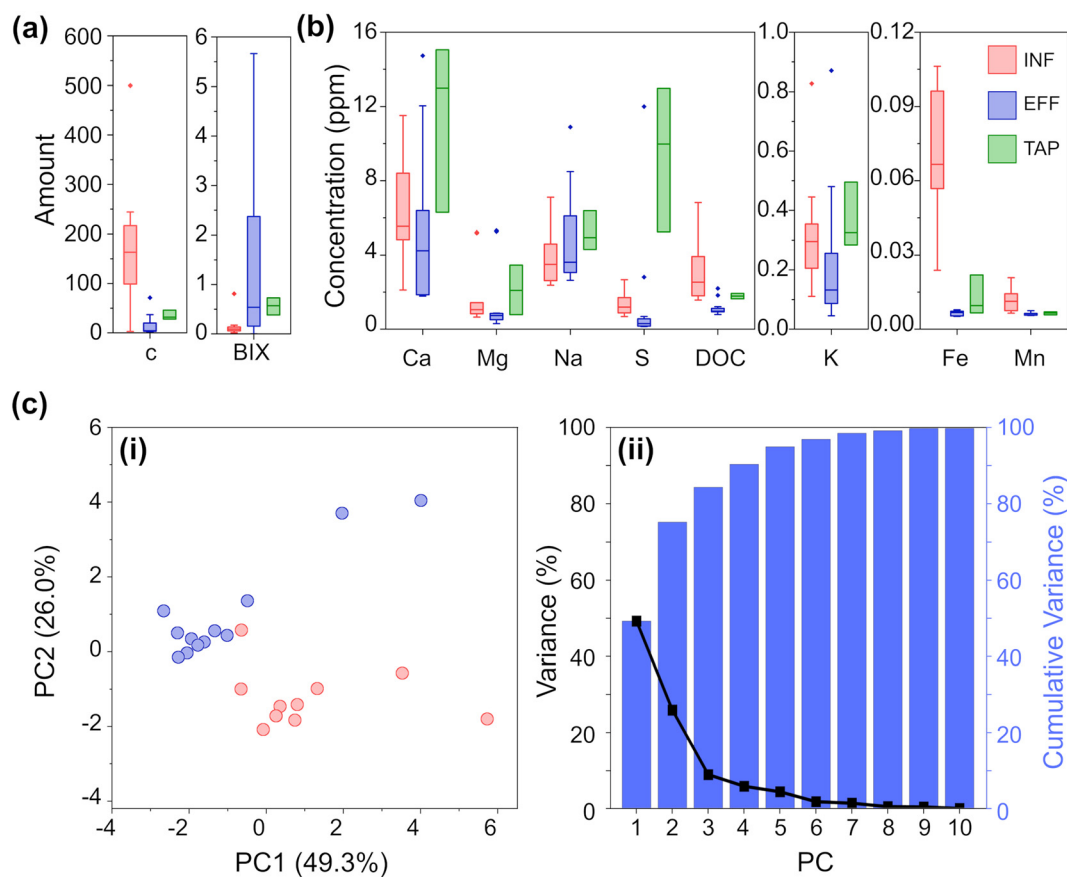 (a)
Amount
600
500
400
300
200
100
0
c
6
5
4
3
2
1
0
BIX
(b)
Concentration (ppm)
16
12
8
4
0
Ca Mg Na S DOC
1.0
0.8
0.6
0.4
0.2
0.0
K
0.12
0.09
0.06
0.03
0.00
Fe Mn
INF
EFF
TAP
(c)
(i)
PC2 (26.0%)
6
4
2
0
-2
-4
-4 -2 0 2 4 6
PC1 (49.3%)
(ii)
Variance (%)
100
80
60
40
20
0
1 2 3 4 5 6 7 8 9 10
PC
100
80
60
40
20
0
Cumulative Variance (%)